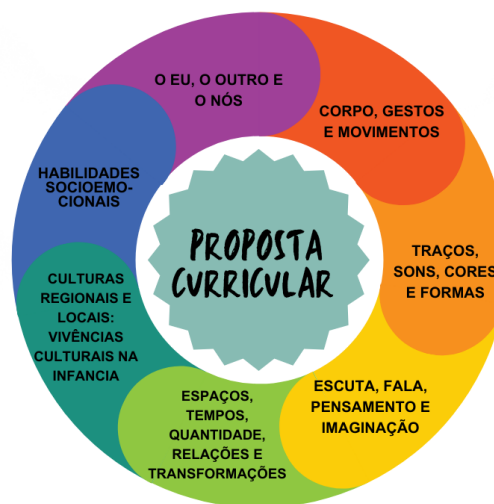 O EU, O OUTRO E
O NÓS
CORPO, GESTOS
E MOVIMENTOS
TRAÇOS,
SONS, CORES
E FORMAS
ESCUTA, FALA,
PENSAMENTO E
IMAGINAÇÃO
ESPAÇOS,
TEMPOS,
QUANTIDADE,
RELAÇÕES E
TRANSFORMAÇÕES
CULTURAS
REGIONAIS E
LOCAIS:
VIVÊNCIAS
CULTURAIS NA
INFANCIA
HABILIDADES
SOCIOEMO-
CIONAIS
PROPOSTA
CURRICULAR